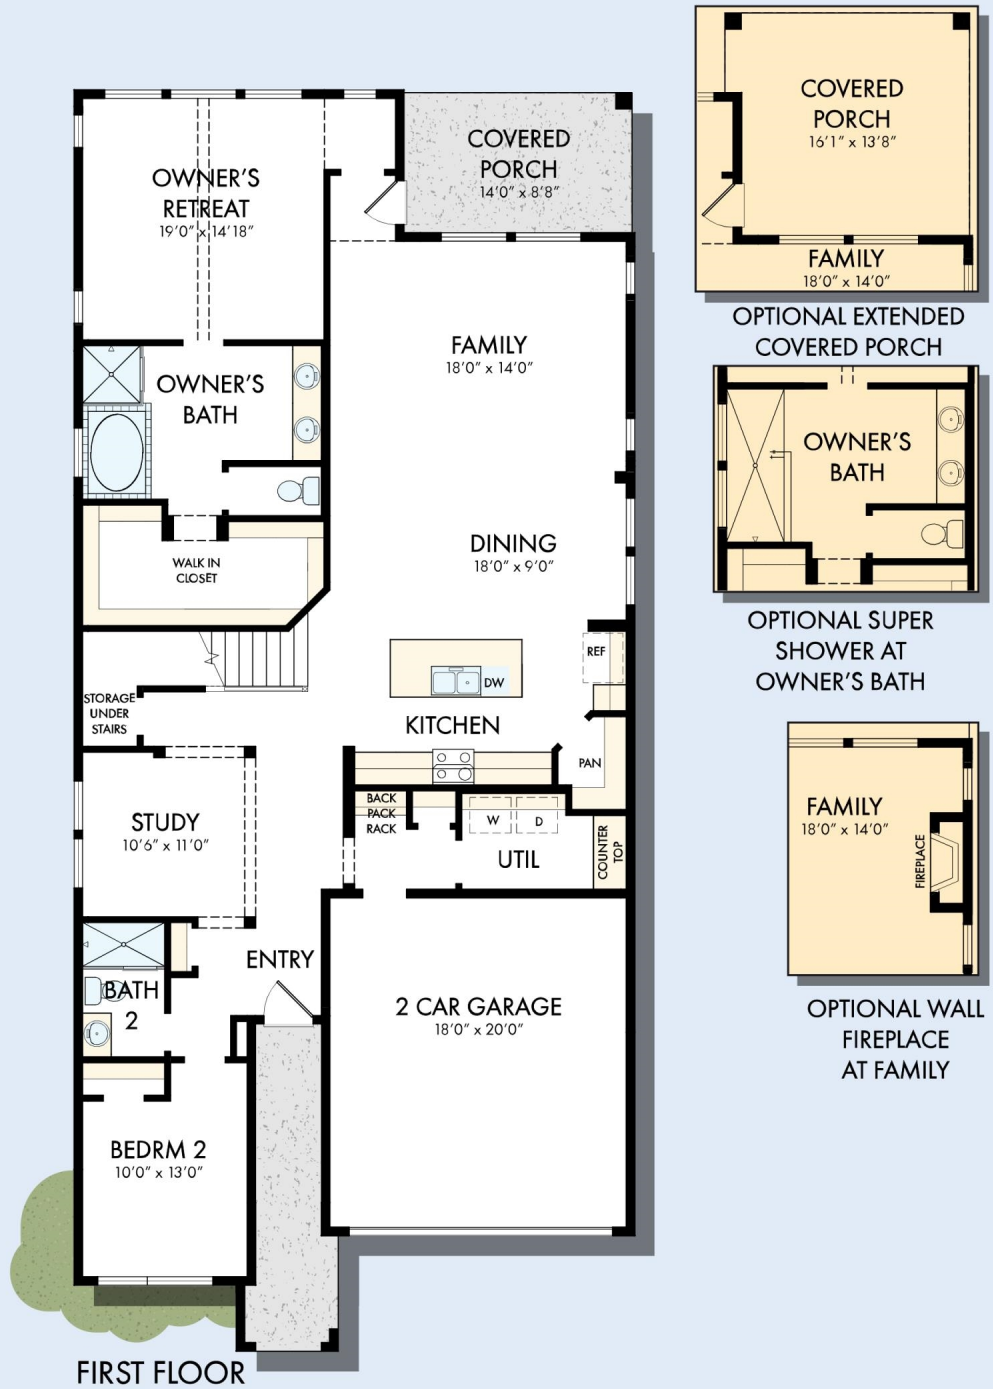 COVERED
PORCH
14'0" x 8'8"
OWNER'S
RETREAT
19'0" x 14'18"
FAMILY
18'0" x 14'0"
OWNER'S
BATH
DINING
18'0" x 9'0"
WALK IN
CLOSET
REF
DW
STORAGE
UNDER
STAIRS
KITCHEN
PAN
BACK
PACK
RACK
W
D
UTIL
COUNTER
TOP
STUDY
10'6" x 11'0"
ENTRY
BATH
2
2 CAR GARAGE
18'0" x 20'0"
BEDRM 2
10'0" x 13'0"
FIRST FLOOR
COVERED
PORCH
16'1" x 13'8"
FAMILY
18'0" x 14'0"
OPTIONAL EXTENDED
COVERED PORCH
OWNER'S
BATH
OPTIONAL SUPER
SHOWER AT
OWNER'S BATH
FAMILY
18'0" x 14'0"
FIREPLACE
OPTIONAL WALL
FIREPLACE
AT FAMILY